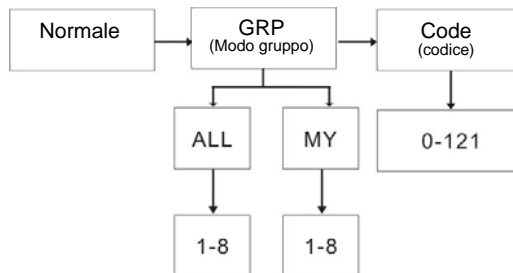 Normale
GRP
(Modo gruppo)
Code
(codice)
ALL
MY
0-121
1-8
1-8